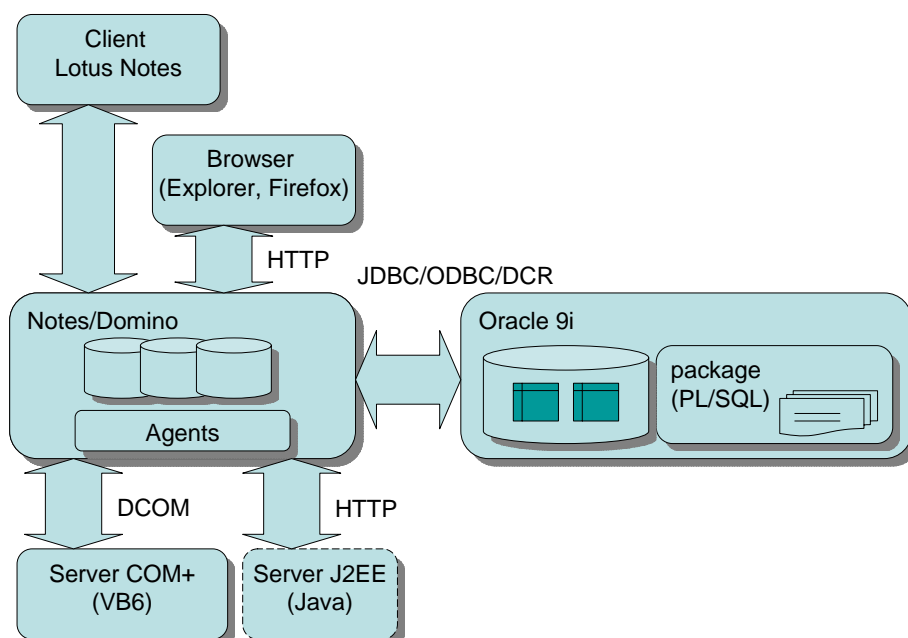 Client
Lotus Notes
Browser
(Explorer, Firefox)
HTTP
JDBC/ODBC/DCR
Notes/Domino
Agents
Oracle 9i
package
(PL/SQL)
DCOM
HTTP
Server COM+
(VB6)
Server J2EE
(Java)